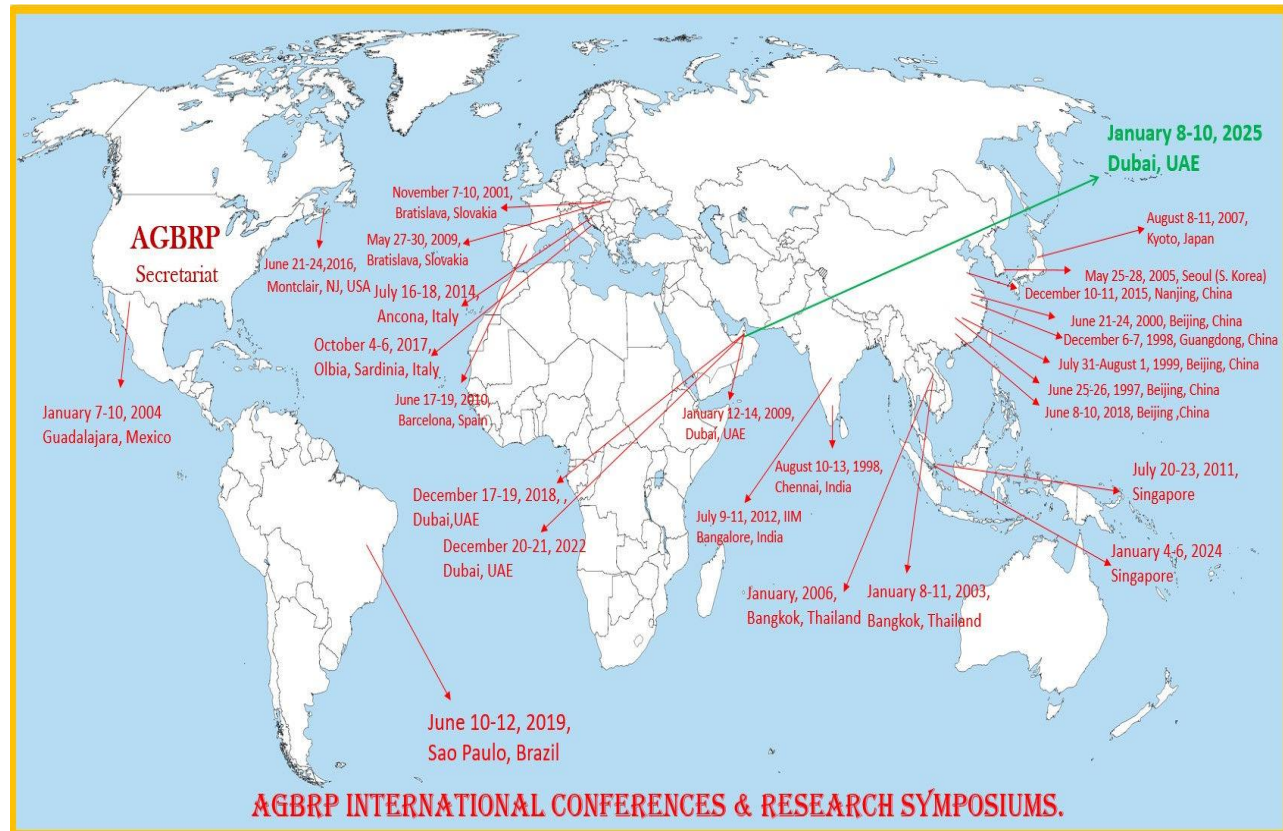 January 8-10, 2025
Dubai, UAE
November 7-10, 2001,
Bratislava, Slovakia
August 8-11, 2007,
Kyoto, Japan
AGBRP
Secretariat
May 27-30, 2009,
Bratislava, Slovakia
June 21-24,2016,
Montclair, NJ, USA
May 25-28, 2005, Seoul (S. Korea)
July 16-18, 2014,
Ancona, Italy
December 10-11, 2015, Nanjing, China
June 21-24, 2000, Beijing, China
October 4-6, 2017,
Olbia, Sardinia, Italy
December 6-7, 1998, Guangdong, China
July 31-August 1, 1999, Beijing, China
June 25-26, 1997, Beijing, China
June 17-19, 2010,
Barcelona, Spain
January 7-10, 2004
Guadalajara, Mexico
January 12-14, 2009,
Dubai, UAE
June 8-10, 2018, Beijing ,China
August 10-13, 1998,
Chennai, India
July 20-23, 2011,
Singapore
December 17-19, 2018, ,
Dubai,UAE
July 9-11, 2012, IIM
Bangalore, India
December 20-21, 2022
Dubai, UAE
January 4-6, 2024
Singapore
January, 2006,
Bangkok, Thailand
January 8-11, 2003,
Bangkok, Thailand
June 10-12, 2019,
Sao Paulo, Brazil
AGBRP INTERNATIONAL CONFERENCES & RESEARCH SYMPOSIUMS.